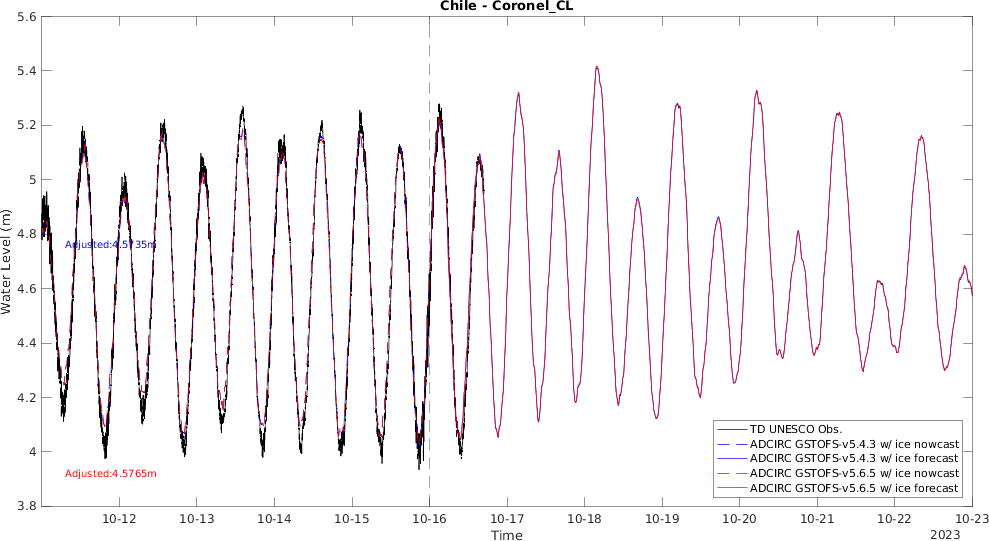 Chile - Coronel_CL
5.6
5.4
5.2
5
4.8
4.6
4.4
4.2
4
3.8
Water Level (m)
Adjusted:4.5735m
Adjusted:4.5765m
TD UNESCO Obs.
ADCIRC GSTOFS-v5.4.3 w/ ice nowcast
ADCIRC GSTOFS-v5.4.3 w/ ice forecast
ADCIRC GSTOFS-v5.6.5 w/ ice nowcast
ADCIRC GSTOFS-v5.6.5 w/ ice forecast
10-12 10-13 10-14 10-15 10-16 10-17 10-18 10-19 10-20 10-21 10-22 10-23
Time
2023